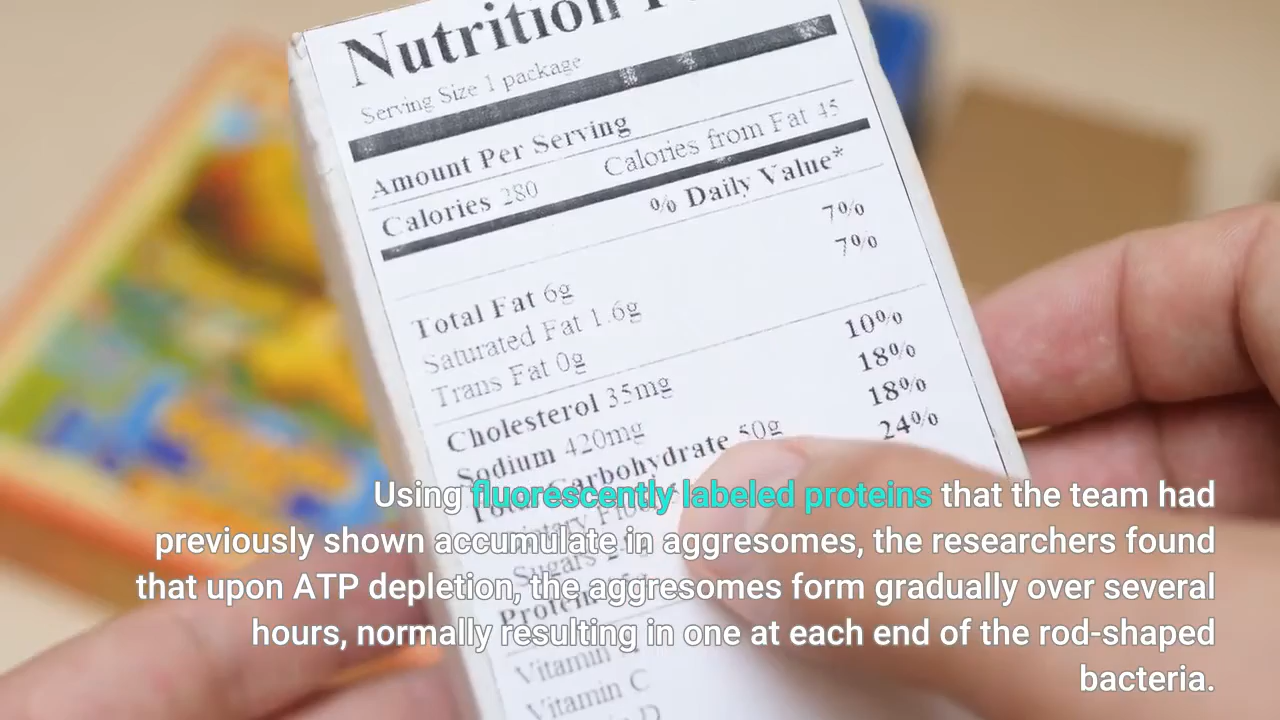 Nutrition
Serving Size 1 package
Amount Per Serving
Calories 280 Calories from Fat 45
% Daily Value*
Total Fat 6g 7%
Saturated Fat 1.6g 7%
Trans Fat 0g
Cholesterol 35mg 10%
Sodium 420mg 18%
Carbohydrate 50g 18%
24%
Sugars
Protein
Vitamin
Vitamin C
Using fluorescently labeled proteins that the team had
previously shown accumulate in aggresomes, the researchers found
that upon ATP depletion, the aggresomes form gradually over several
hours, normally resulting in one at each end of the rod-shaped
bacteria.